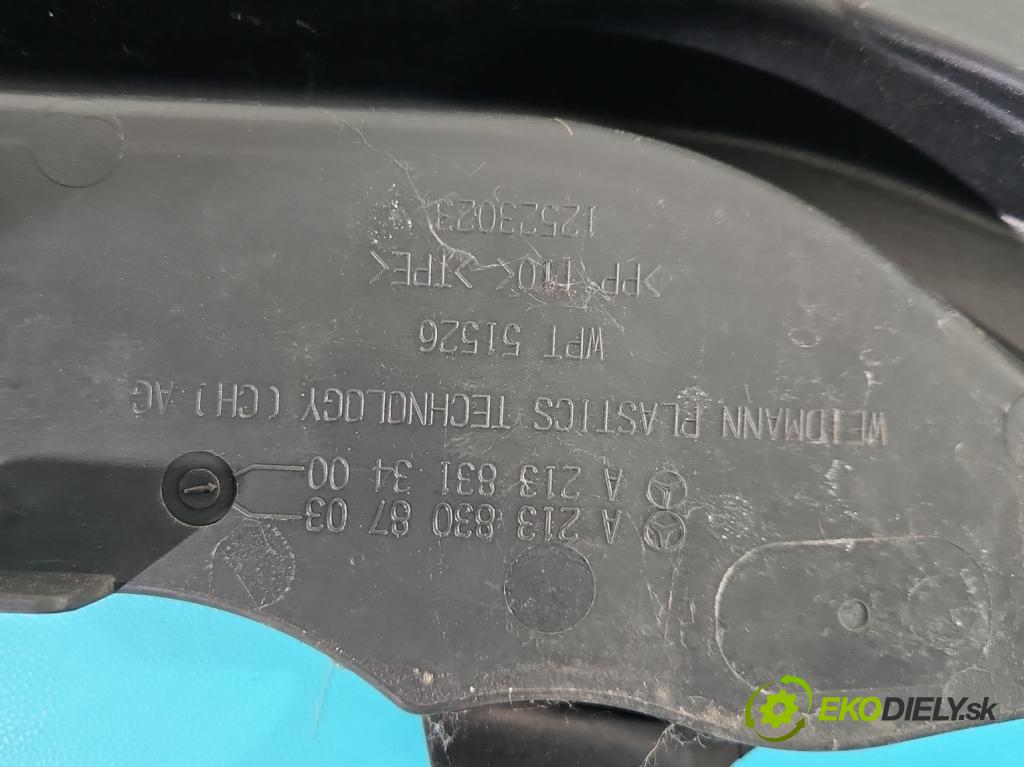 A 213 830 87 03
A 213 831 34 00
WEIDMANN PLASTICS TECHNOLOGY (CH) AG
WPT 51526
>PP T10< >TPE<
12523023
EKODIELY.sk